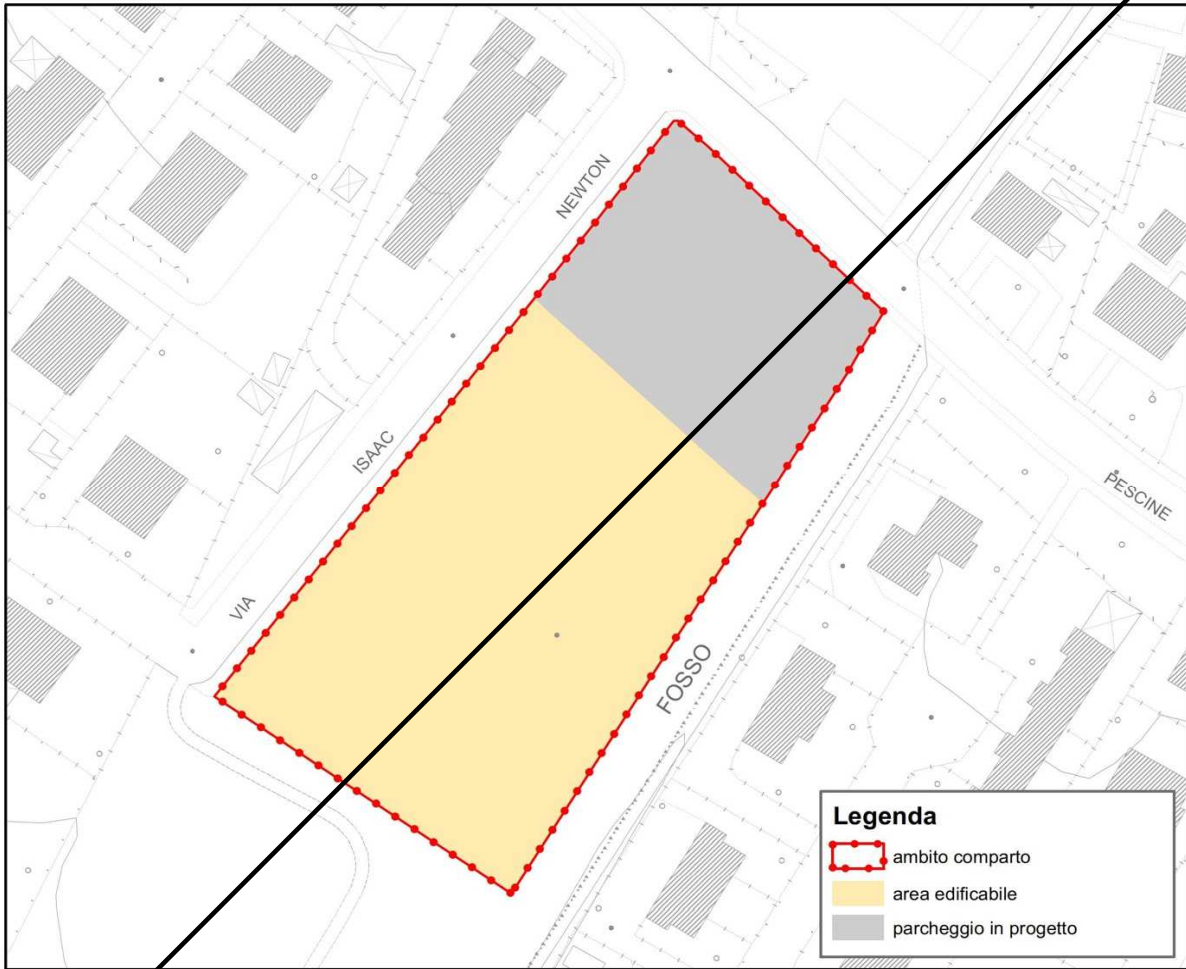 NEWTON
ISAAC
VIA
PESCINE
FOSSO
Legenda
ambito comparto
area edificabile
parcheggio in progetto